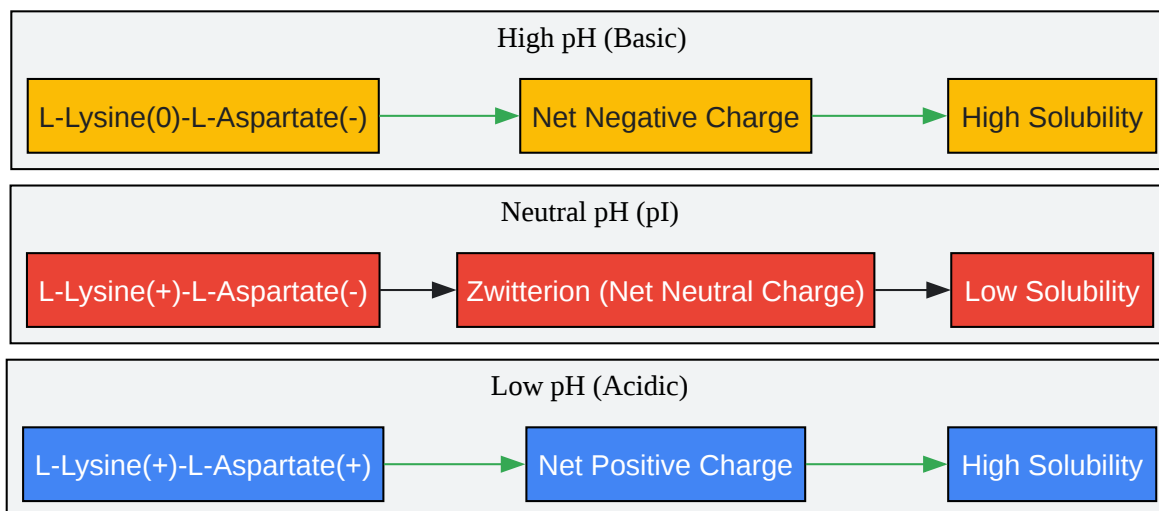 High pH (Basic)
L-Lysine(0)-L-Aspartate(-)
Net Negative Charge
High Solubility
Neutral pH (pI)
L-Lysine(+)-L-Aspartate(-)
Zwitterion (Net Neutral Charge)
Low Solubility
Low pH (Acidic)
L-Lysine(+)-L-Aspartate(+)
Net Positive Charge
High Solubility